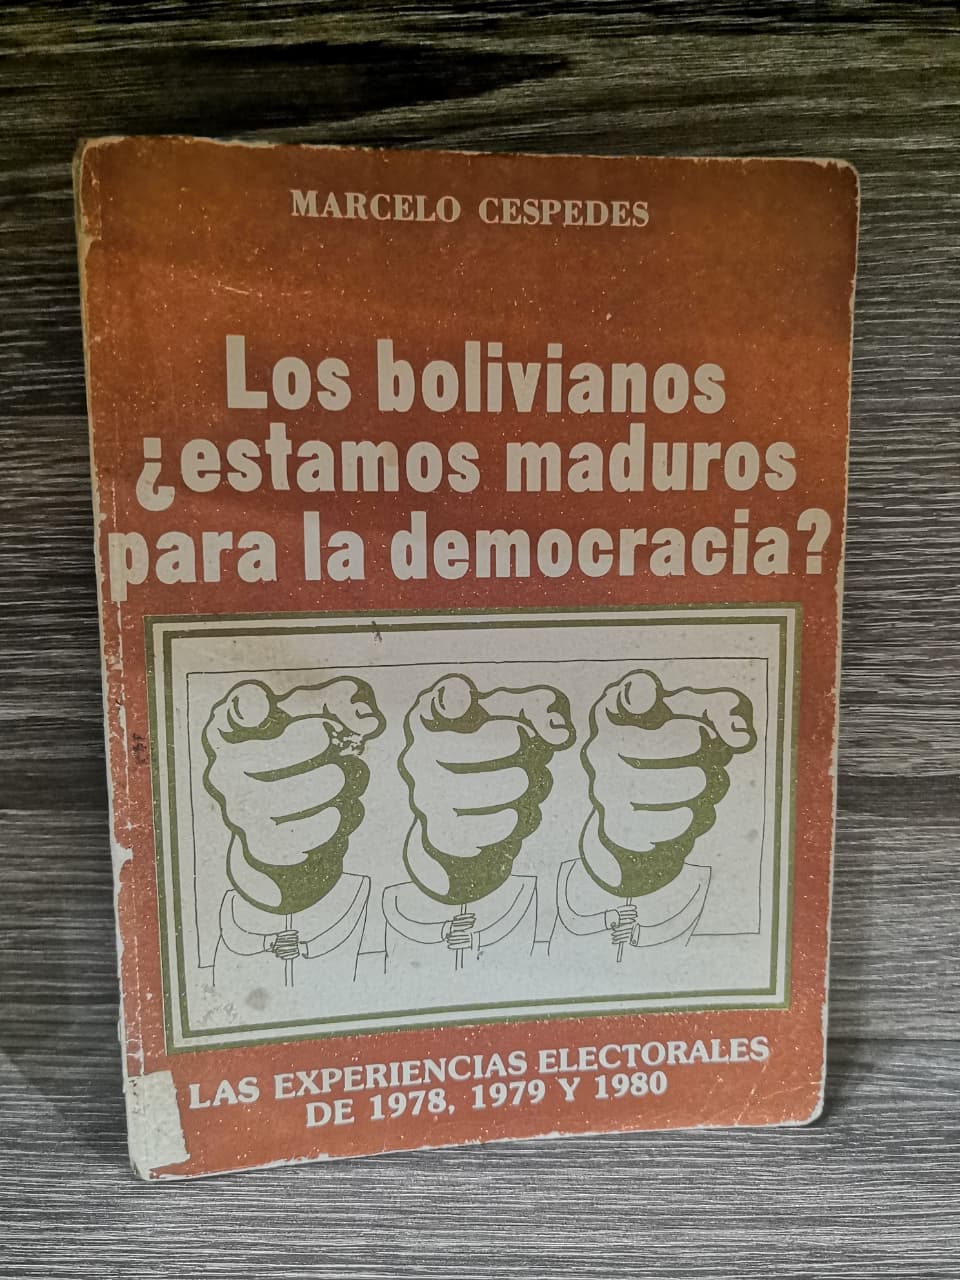 MARCELO CESPEDES
Los bolivianos
¿estamos maduros
para la democracia?
LAS EXPERIENCIAS ELECTORALES
DE 1978, 1979 Y 1980